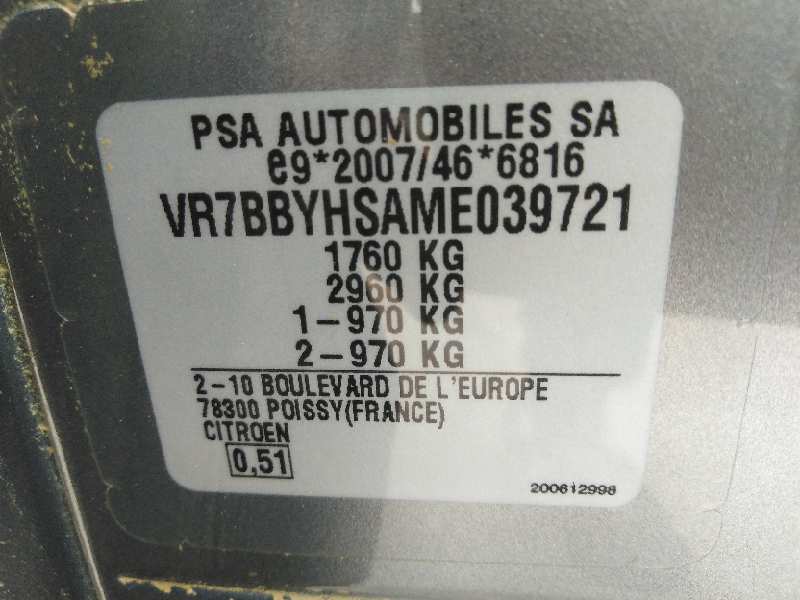 PSA AUTOMOBILES SA
e9*2007/46*6816
VR7BBYHSAME039721
1760 KG
2960 KG
1-970 KG
2-970 KG
2-10 BOULEVARD DE L'EUROPE
78300 POISSY(FRANCE)
CITROEN
0,51
200612998